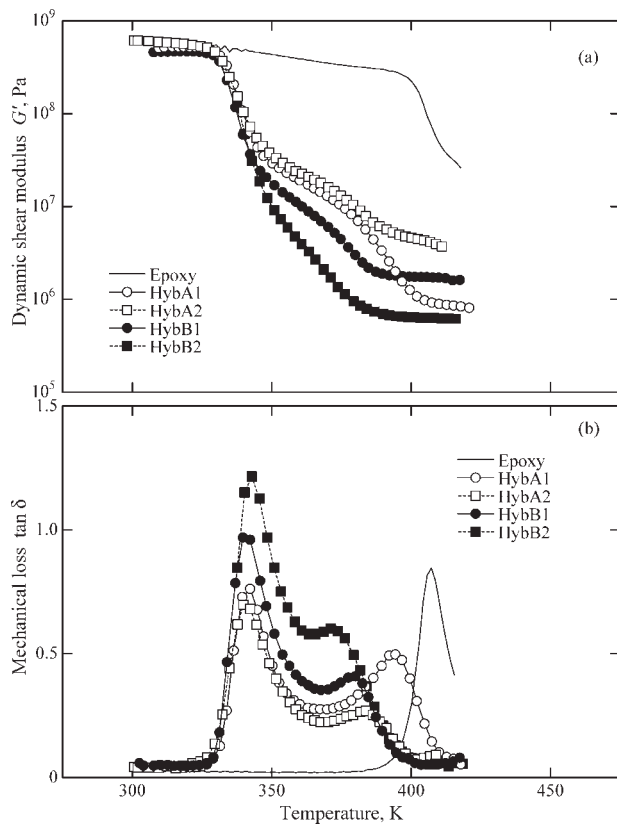 10⁹
(a)
10⁸
10⁷
10⁶
10⁵
Dynamic shear modulus G', Pa
Epoxy
HybA1
HybA2
HybB1
HybB2
1.5
(b)
1.0
0.5
0
Mechanical loss tan δ
Epoxy
HybA1
HybA2
HybB1
HybB2
300 350 400 450
Temperature, K